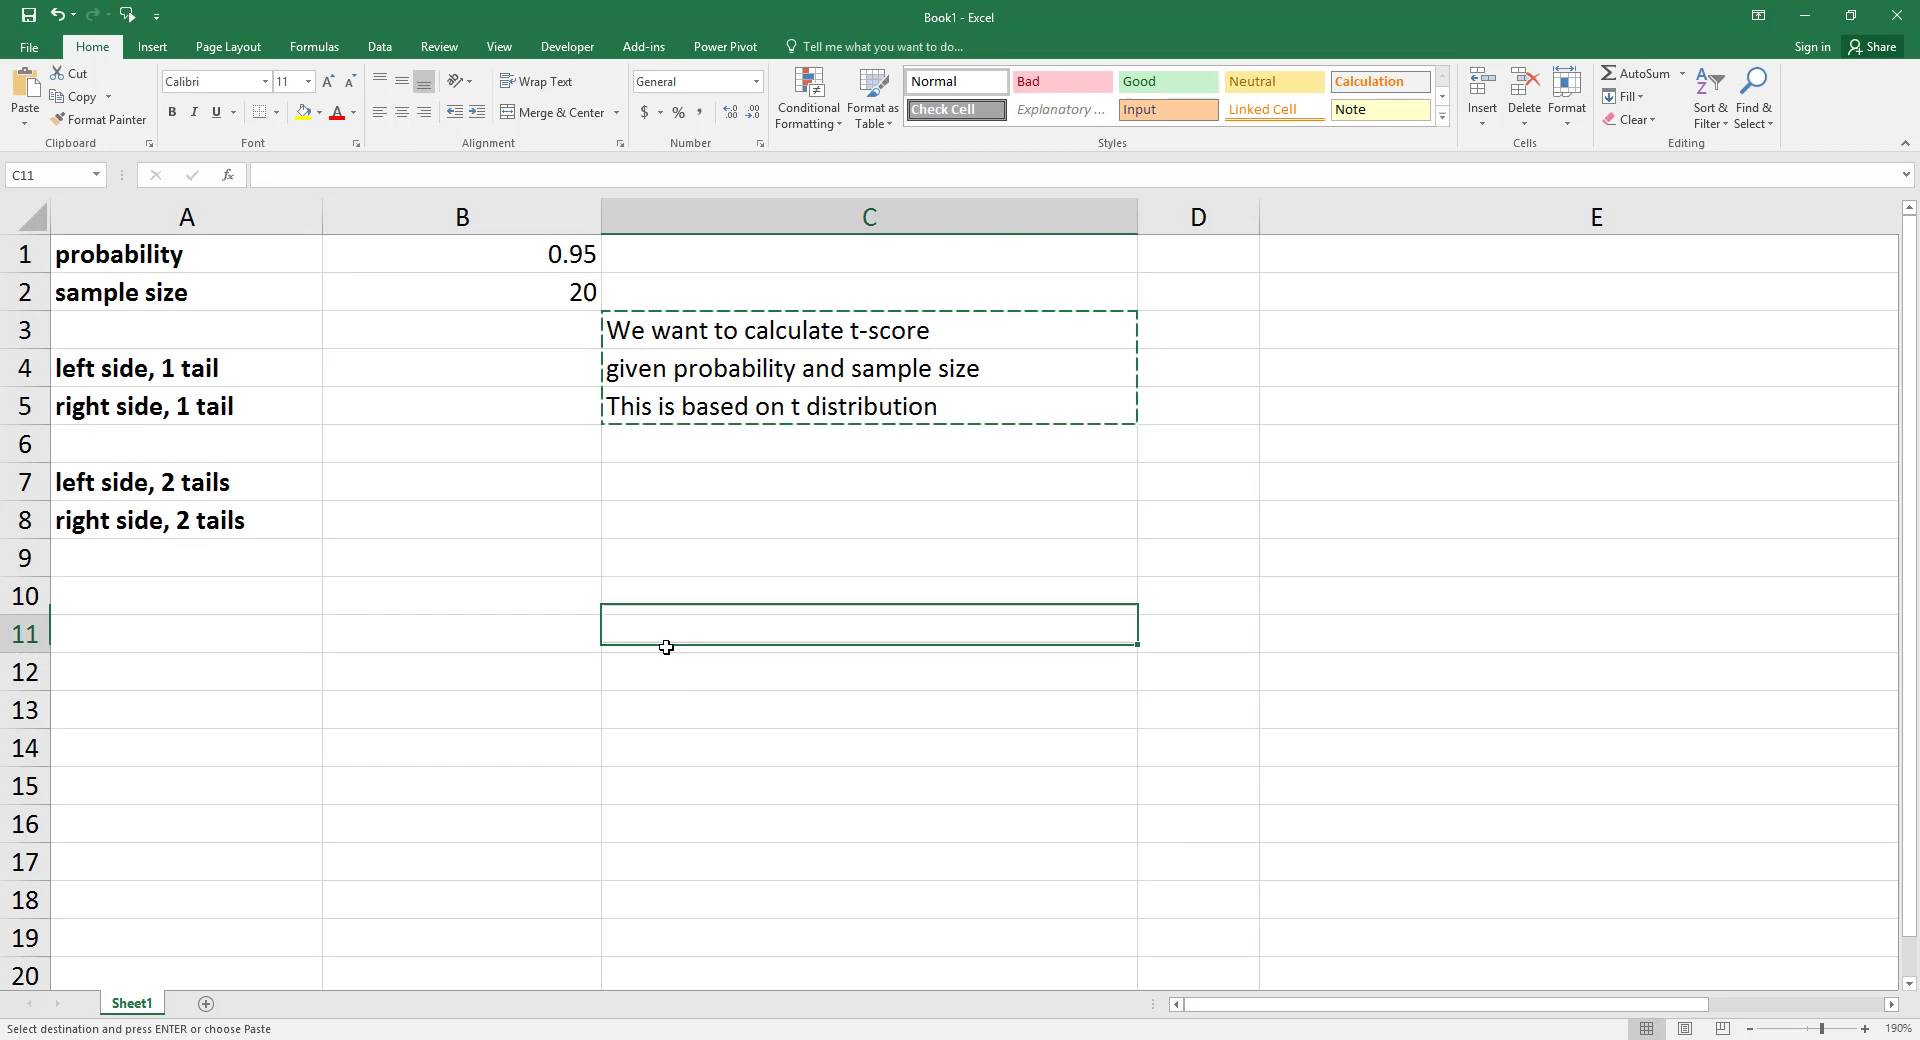 Book1 - Excel
File Home Insert Page Layout Formulas Data Review View Developer Add-ins Power Pivot Tell me what you want to do... Sign in Share
Paste
Cut
Copy
Format Painter
Clipboard
Calibri 11
A A
B I U A
Font
Wrap Text
Merge & Center
Alignment
General
$ % ,
Number
Conditional Formatting
Format as Table
Normal Bad Good Neutral Calculation
Check Cell Explanatory ... Input Linked Cell Note
Styles
Insert Delete Format
Cells
AutoSum
Fill
Clear
Sort & Filter
Find & Select
Editing
C11 fx
A B C D E
1 probability 0.95
2 sample size 20
3 We want to calculate t-score
4 left side, 1 tail given probability and sample size
5 right side, 1 tail This is based on t distribution
6
7 left side, 2 tails
8 right side, 2 tails
9
10
11
12
13
14
15
16
17
18
19
20
Sheet1
Select destination and press ENTER or choose Paste
190%